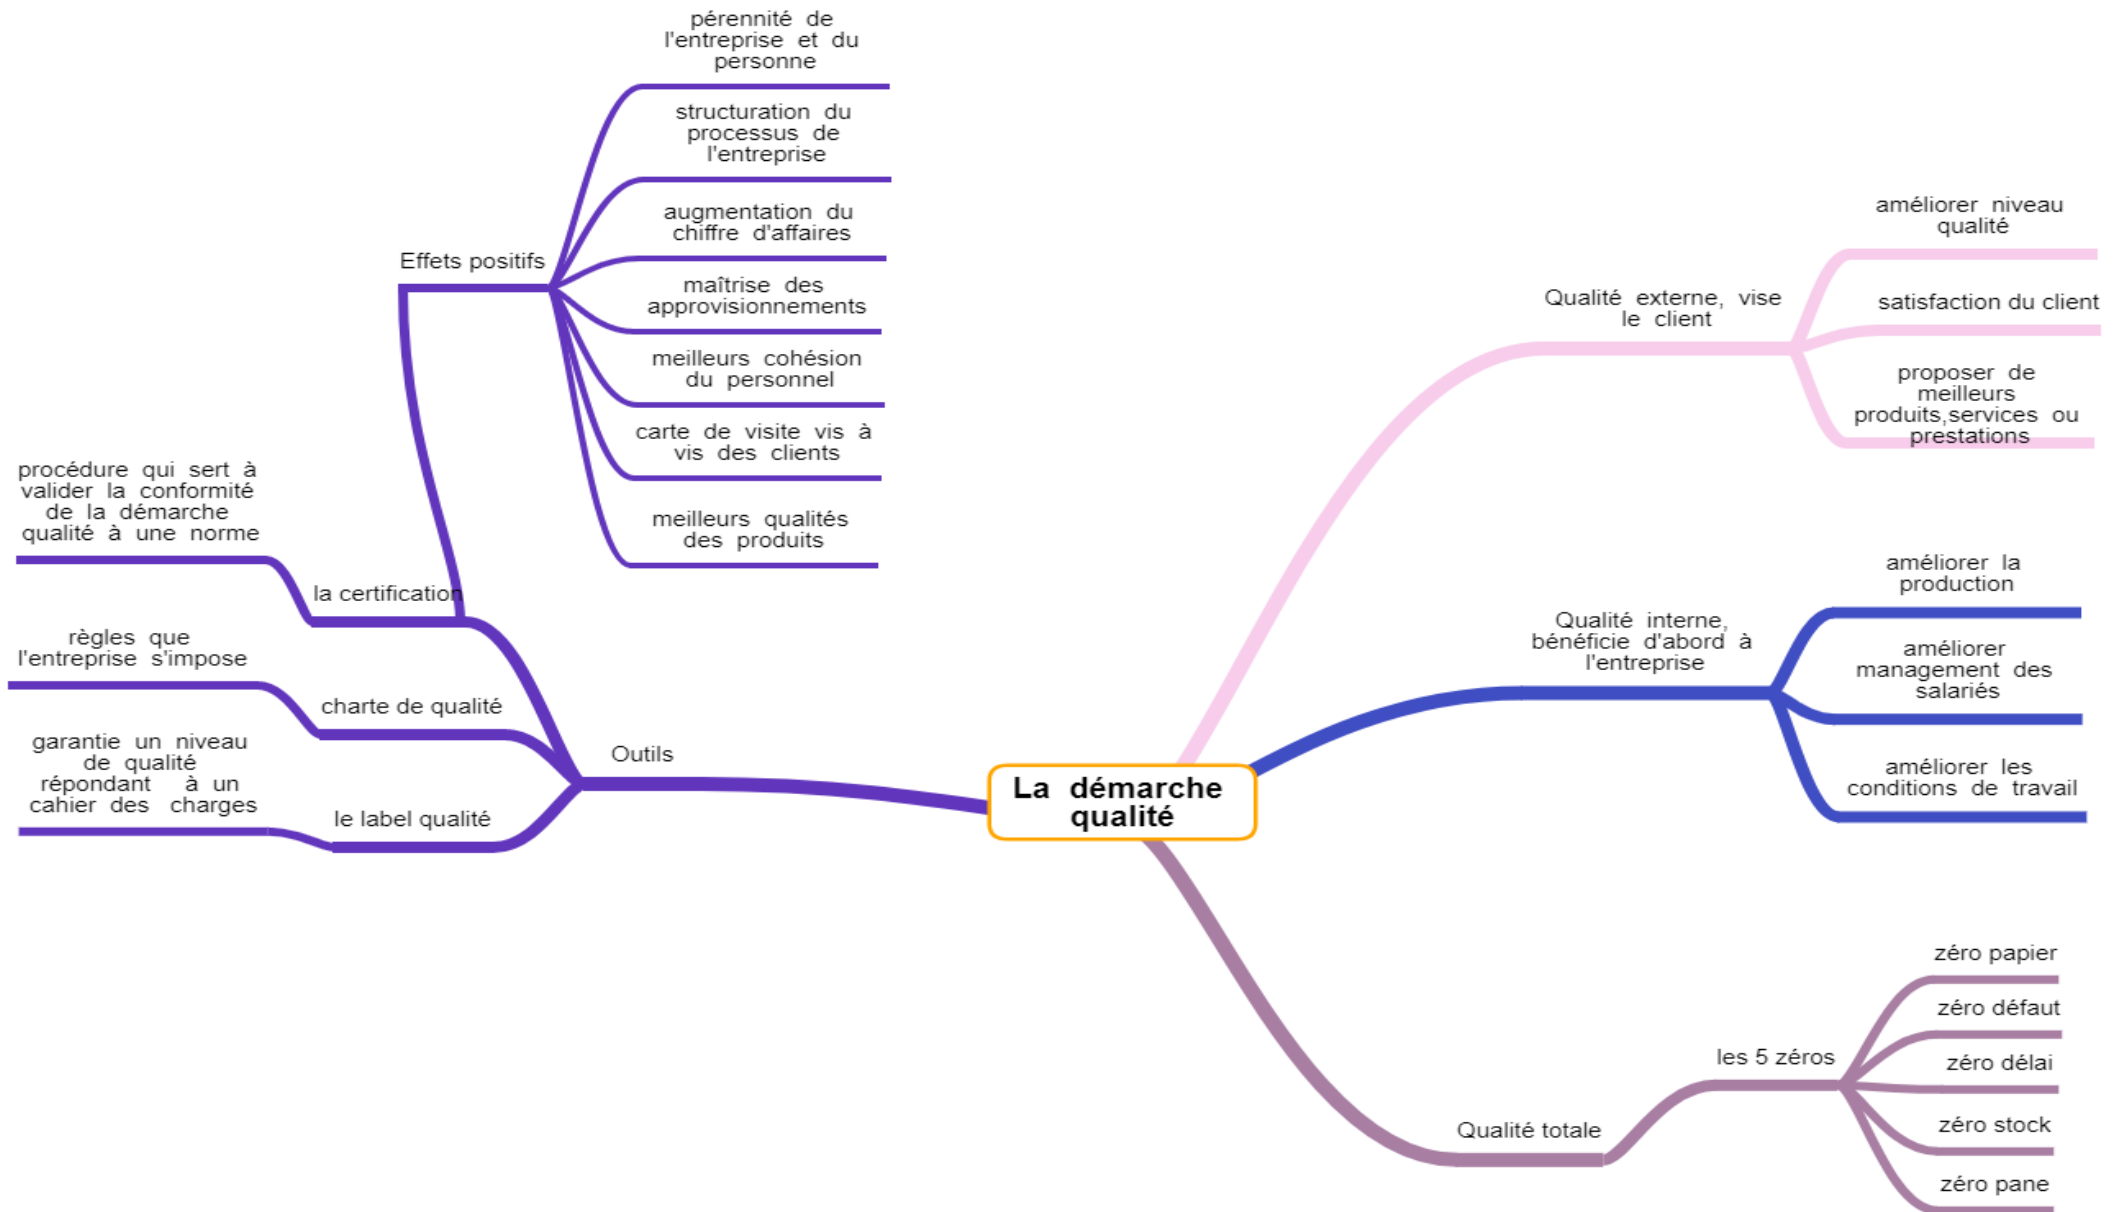 pérennité de
l'entreprise et du
personne
structuration du
processus de
l'entreprise
augmentation du
chiffre d'affaires
Effets positifs
maîtrise des
approvisionnements
meilleurs cohésion
du personnel
carte de visite vis à
vis des clients
meilleurs qualités
des produits
procédure qui sert à
valider la conformité
de la démarche
qualité à une norme
la certification
règles que
l'entreprise s'impose
charte de qualité
garantie un niveau
de qualité
répondant à un
cahier des charges
le label qualité
Outils
La démarche
qualité
améliorer niveau
qualité
Qualité externe, vise
le client
satisfaction du client
proposer de
meilleurs
produits,services ou
prestations
améliorer la
production
Qualité interne,
bénéficie d'abord à
l'entreprise
améliorer
management des
salariés
améliorer les
conditions de travail
zéro papier
zéro défaut
les 5 zéros
zéro délai
zéro stock
Qualité totale
zéro pane